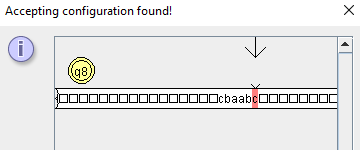 Accepting configuration found!
q8
□□□□□□□□□□□□□□□cbaabc□□□□□□□